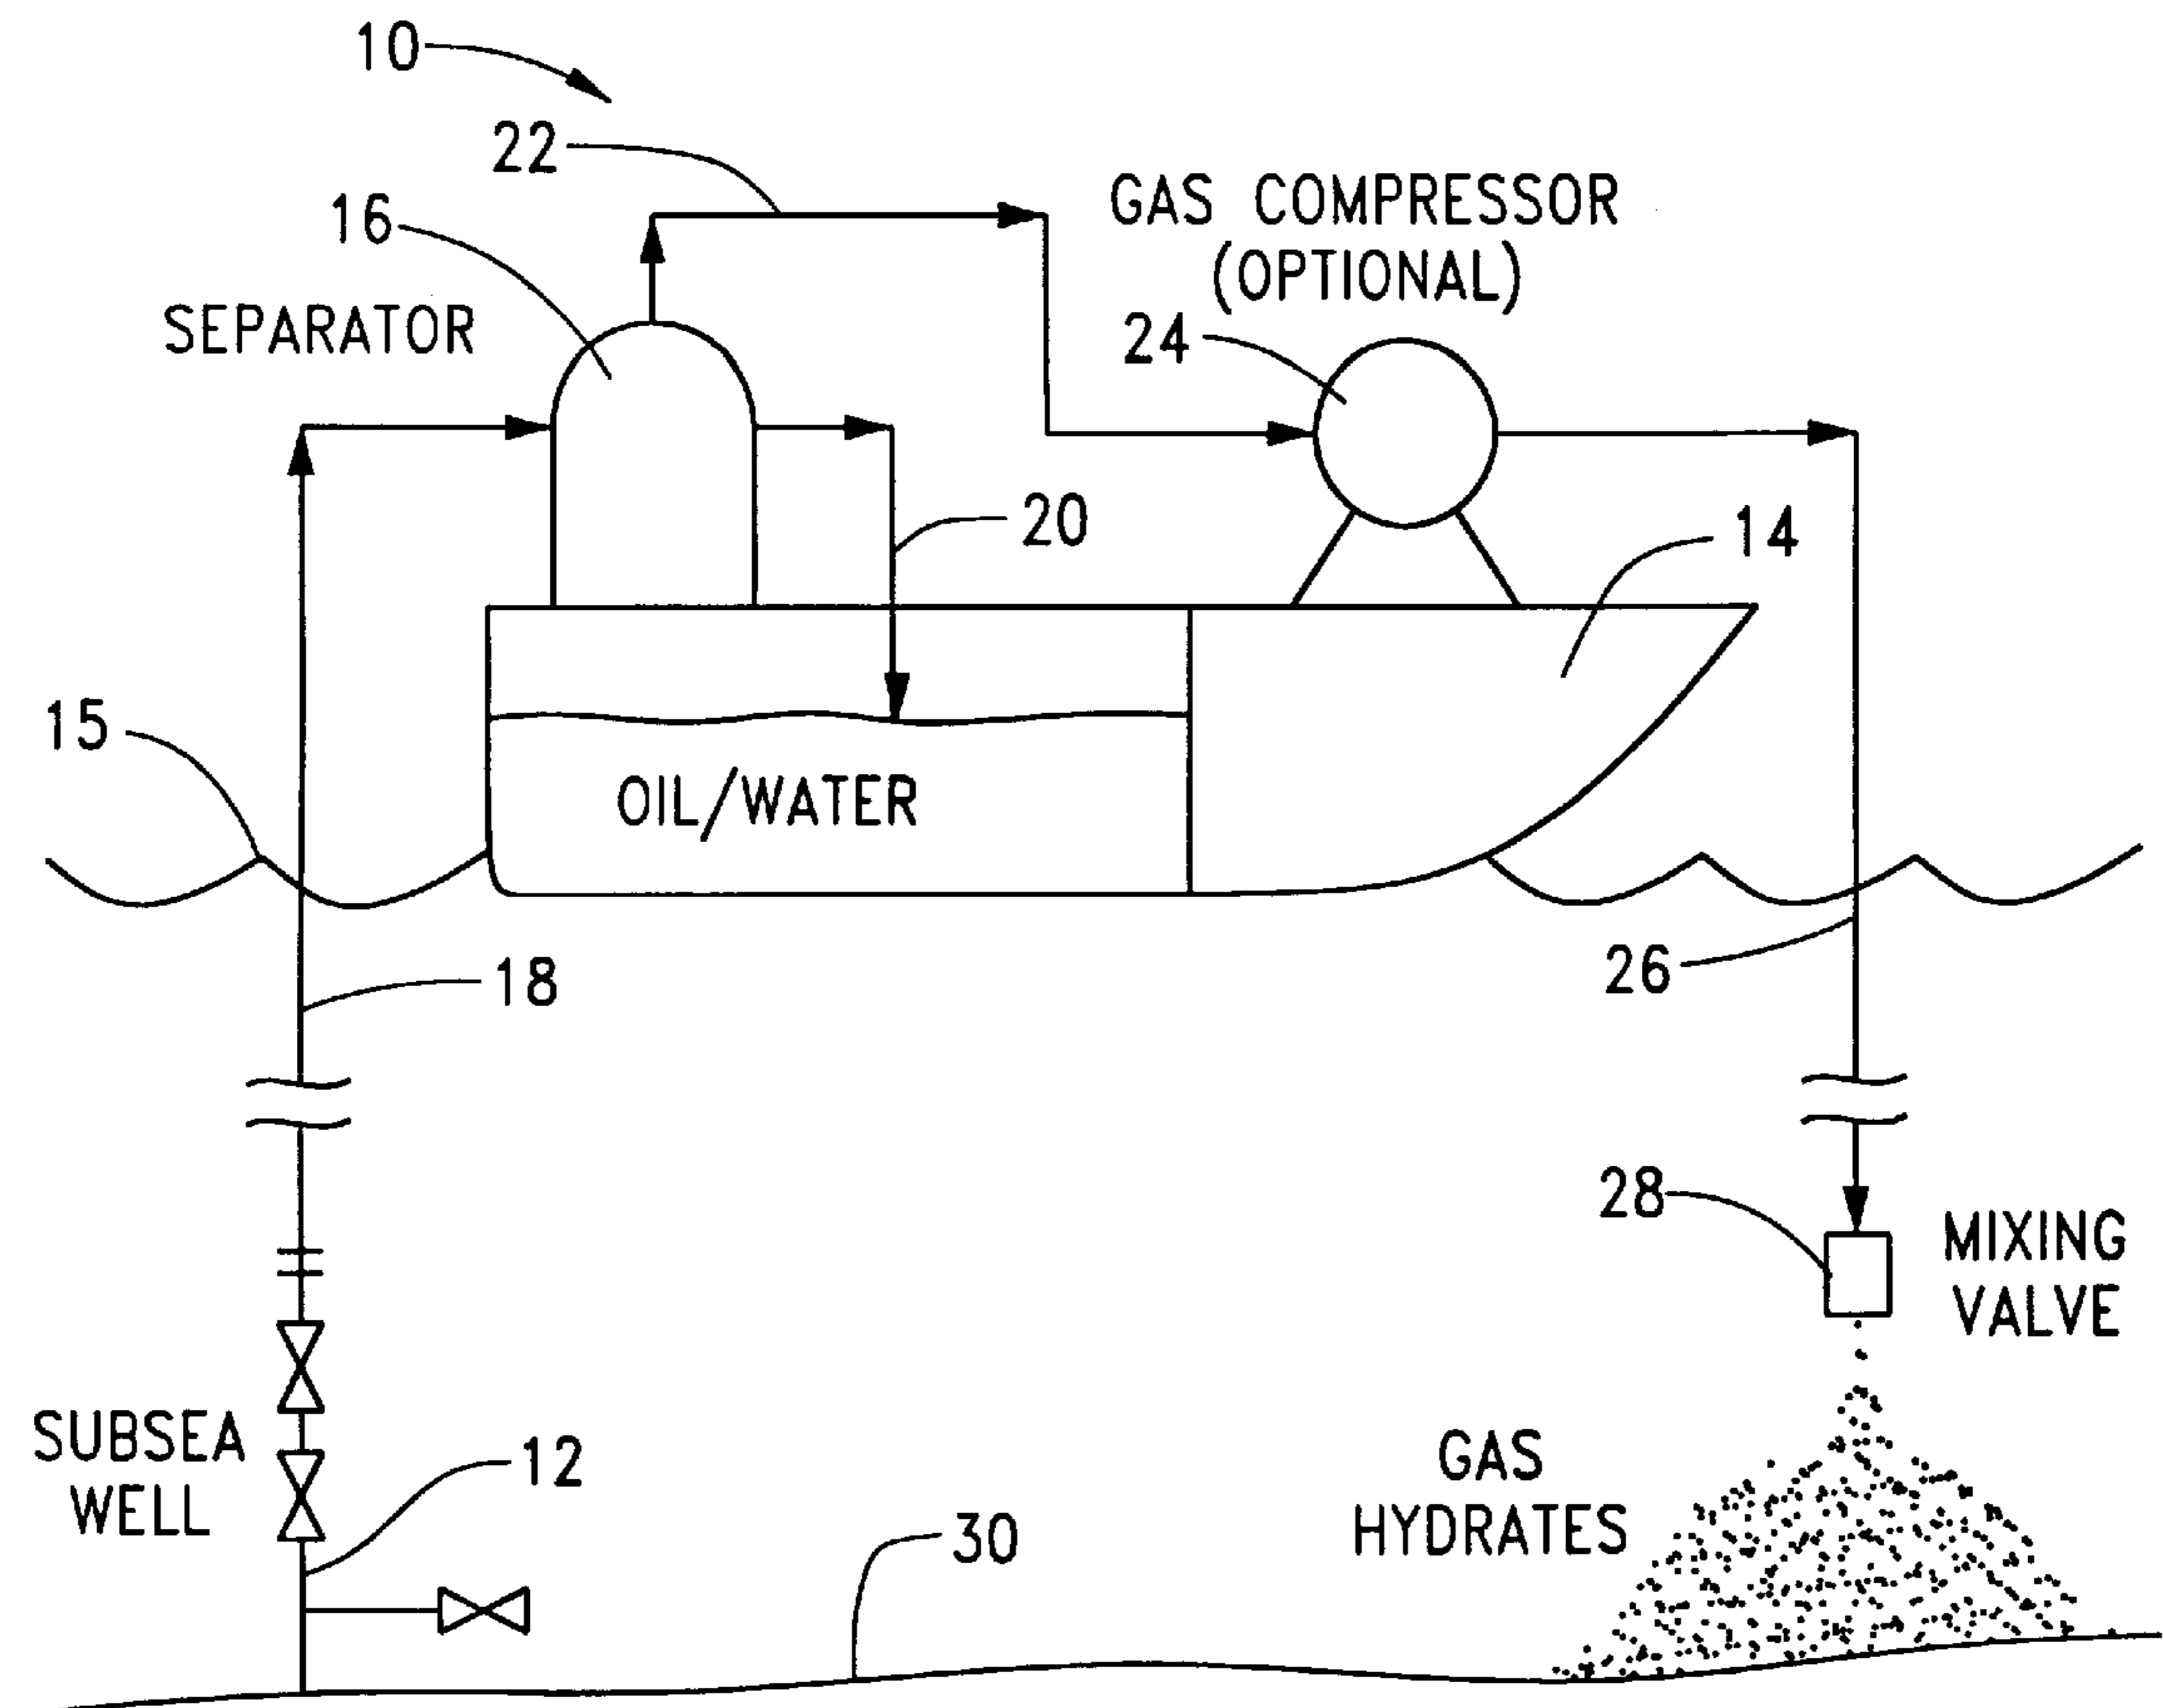 10
22
16
GAS COMPRESSOR
(OPTIONAL)
SEPARATOR
24
20
14
15
OIL/WATER
18
26
28
MIXING
VALVE
SUBSEA
WELL
12
GAS
HYDRATES
30